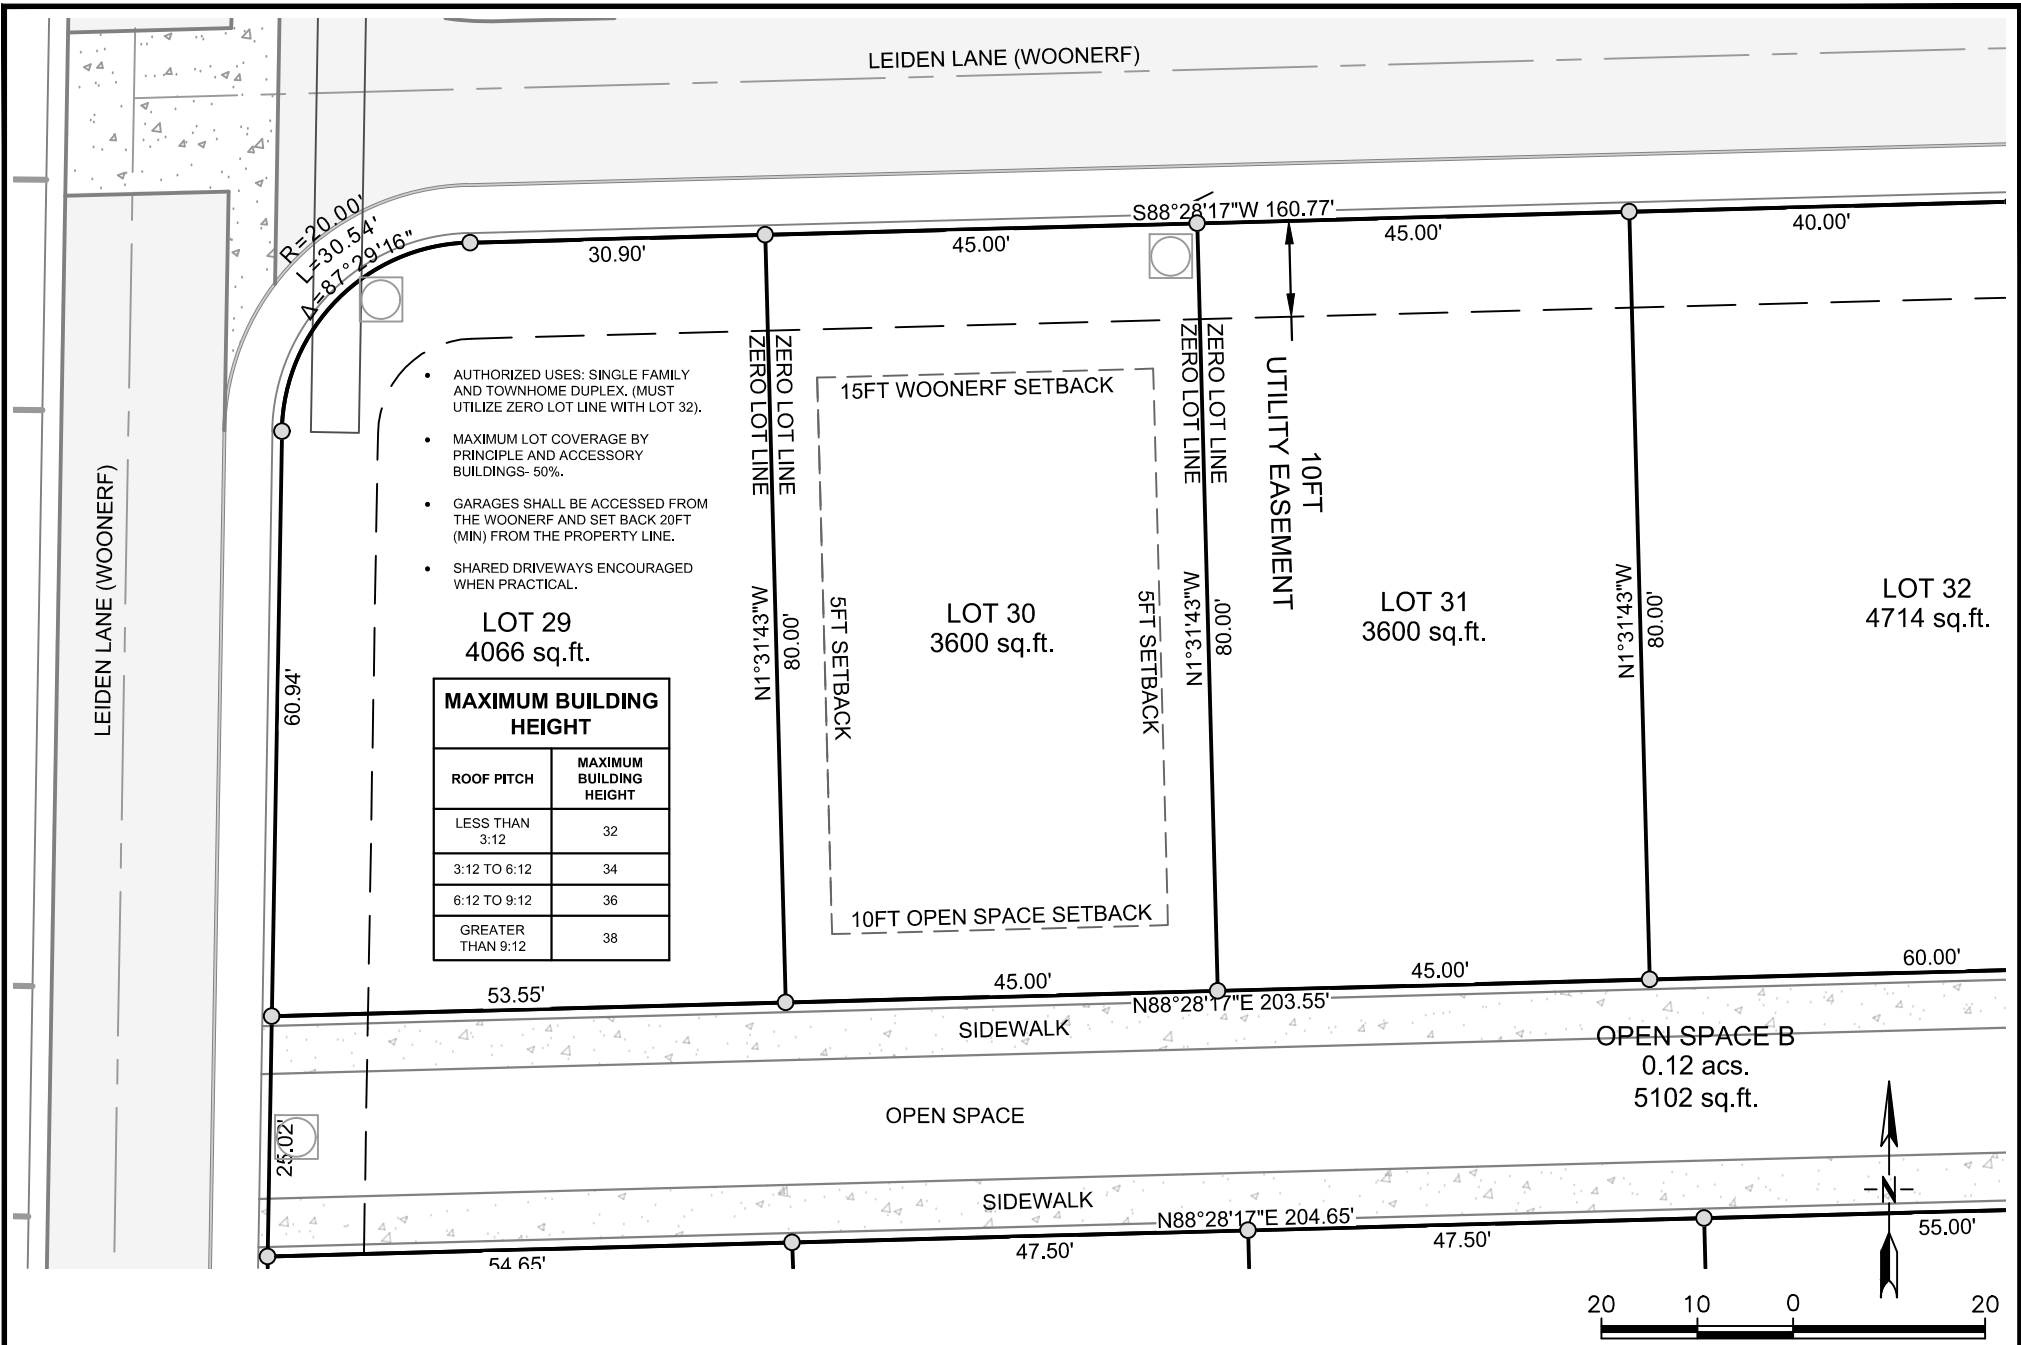 LEIDEN LANE (WOONERF)
S88°28'17"W 160.77'
R=20.00'
L=30.54'
Δ=87°29'16"
30.90'
45.00'
45.00'
40.00'
ZERO LOT LINE
ZERO LOT LINE
ZERO LOT LINE
ZERO LOT LINE
• AUTHORIZED USES: SINGLE FAMILY
AND TOWNHOME DUPLEX. (MUST
UTILIZE ZERO LOT LINE WITH LOT 32).
• MAXIMUM LOT COVERAGE BY
PRINCIPLE AND ACCESSORY
BUILDINGS- 50%.
• GARAGES SHALL BE ACCESSED FROM
THE WOONERF AND SET BACK 20FT
(MIN) FROM THE PROPERTY LINE.
• SHARED DRIVEWAYS ENCOURAGED
WHEN PRACTICAL.
15FT WOONERF SETBACK
10FT
UTILITY EASEMENT
LEIDEN LANE (WOONERF)
LOT 29
4066 sq.ft.
N1°31'43"W
80.00'
5FT SETBACK
LOT 30
3600 sq.ft.
5FT SETBACK
N1°31'43"W
80.00'
LOT 31
3600 sq.ft.
N1°31'43"W
80.00'
LOT 32
4714 sq.ft.
60.94'
MAXIMUM BUILDING
HEIGHT
ROOF PITCH
MAXIMUM
BUILDING
HEIGHT
LESS THAN
3:12
32
3:12 TO 6:12
34
6:12 TO 9:12
36
GREATER
THAN 9:12
38
10FT OPEN SPACE SETBACK
53.55'
45.00'
45.00'
60.00'
N88°28'17"E 203.55'
SIDEWALK
OPEN SPACE B
0.12 acs.
5102 sq.ft.
OPEN SPACE
25.02'
SIDEWALK
N88°28'17"E 204.65'
N
54.65'
47.50'
47.50'
55.00'
20 10 0 20